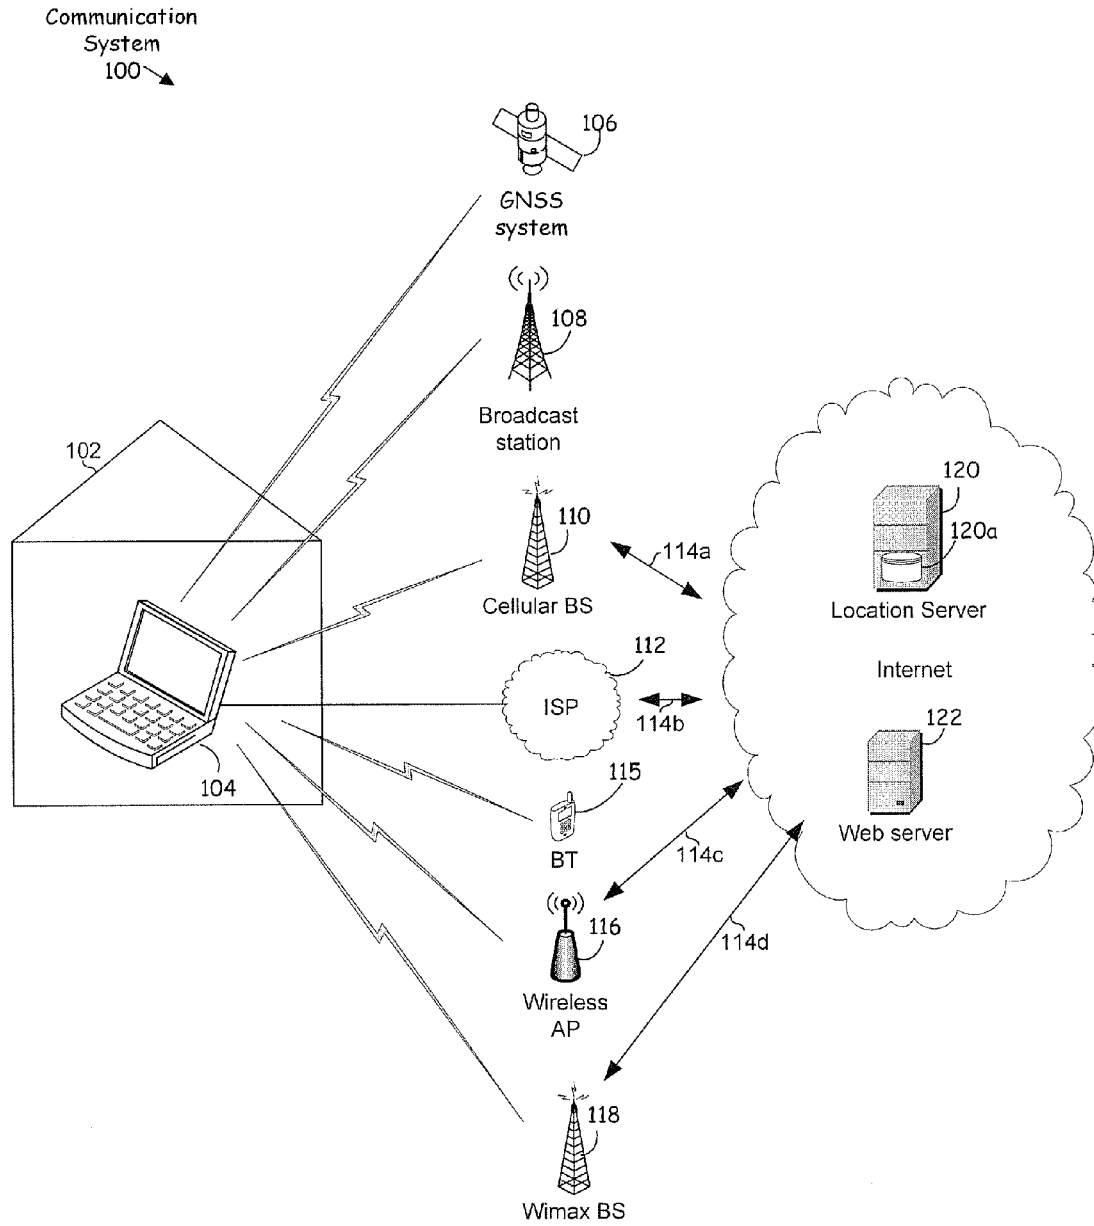 Communication
System
100
106
GNSS
system
108
Broadcast
station
102
110
Cellular BS
114a
120
120a
Location Server
Internet
112
ISP
114b
122
Web server
104
115
BT
114c
116
Wireless
AP
114d
118
Wimax BS